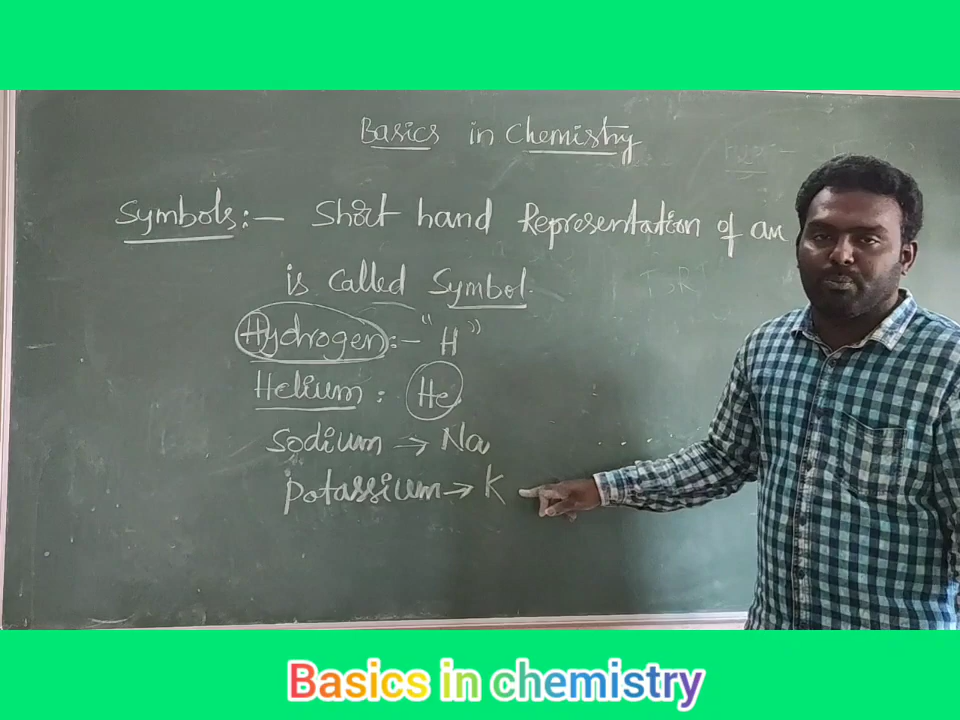 Basics in Chemistry
Symbols:- Short hand Representation of an
is called Symbol.
Hydrogen:- "H"
Helium: He
Sodium → Na
potassium → K
Basics in chemistry